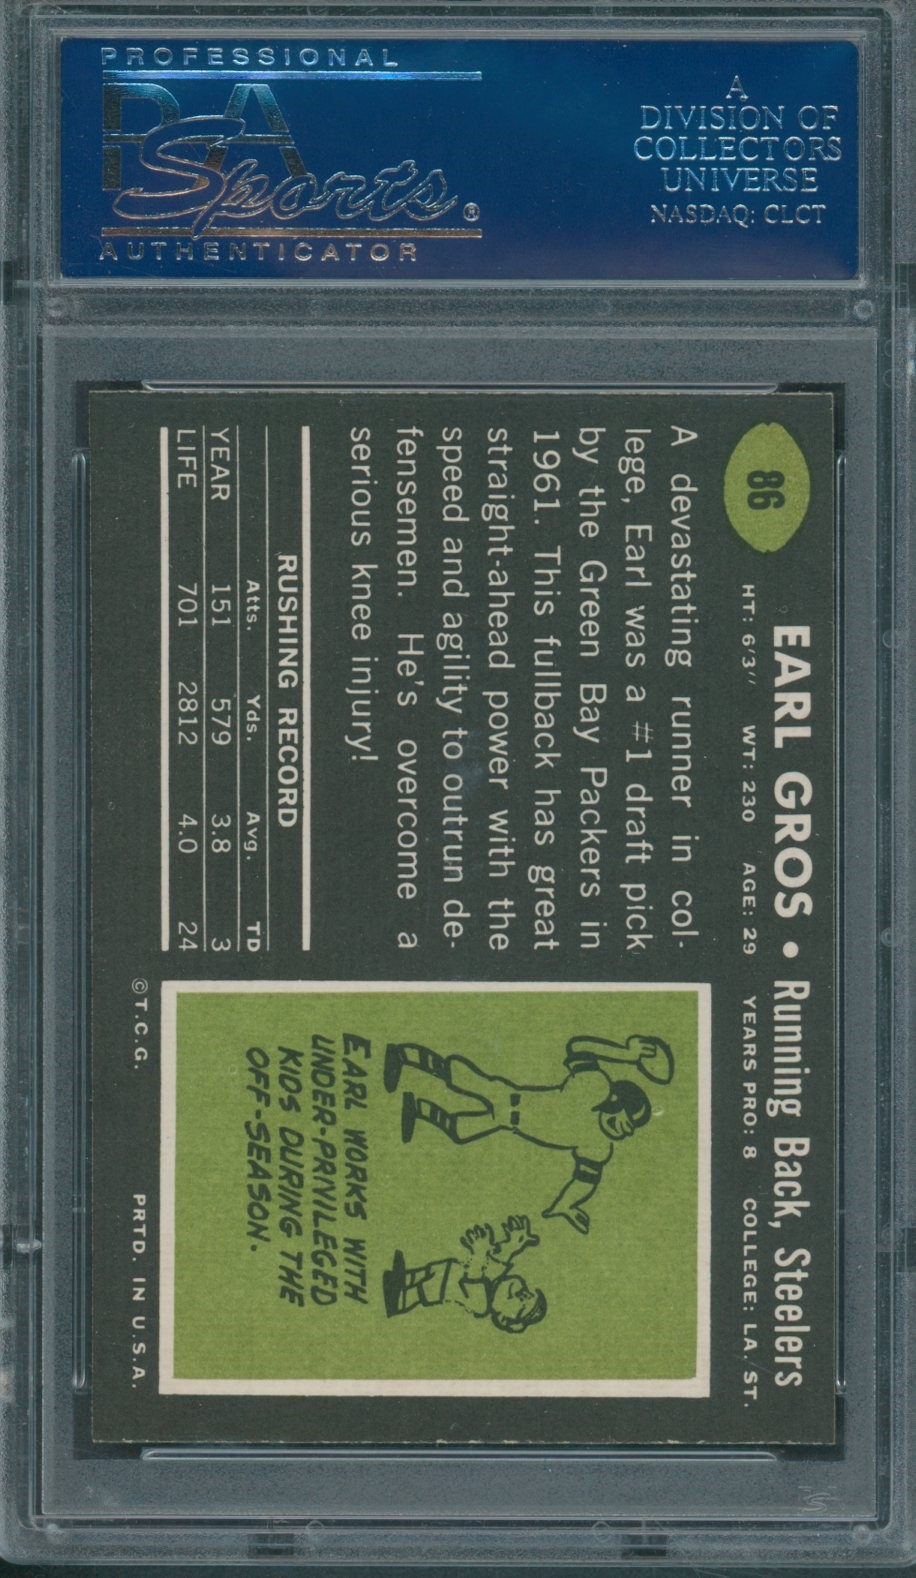 PROFESSIONAL
PSA
Sports®
AUTHENTICATOR
A
DIVISION OF
COLLECTORS
UNIVERSE
NASDAQ: CLCT
86
EARL GROS • Running Back, Steelers
HT: 6'3" WT: 230 AGE: 29 YEARS PRO: 8 COLLEGE: LA. ST.
A devastating runner in col-
lege, Earl was a #1 draft pick
by the Green Bay Packers in
1961. This fullback has great
straight-ahead power with the
speed and agility to outrun de-
fensemen. He's overcome a
serious knee injury!
RUSHING RECORD
Atts. Yds. Avg. TD
YEAR 151 579 3.8 3
LIFE 701 2812 4.0 24
EARL WORKS WITH
UNDER-PRIVILEGED
KIDS DURING THE
OFF-SEASON.
©T.C.G. PRTD. IN U.S.A.